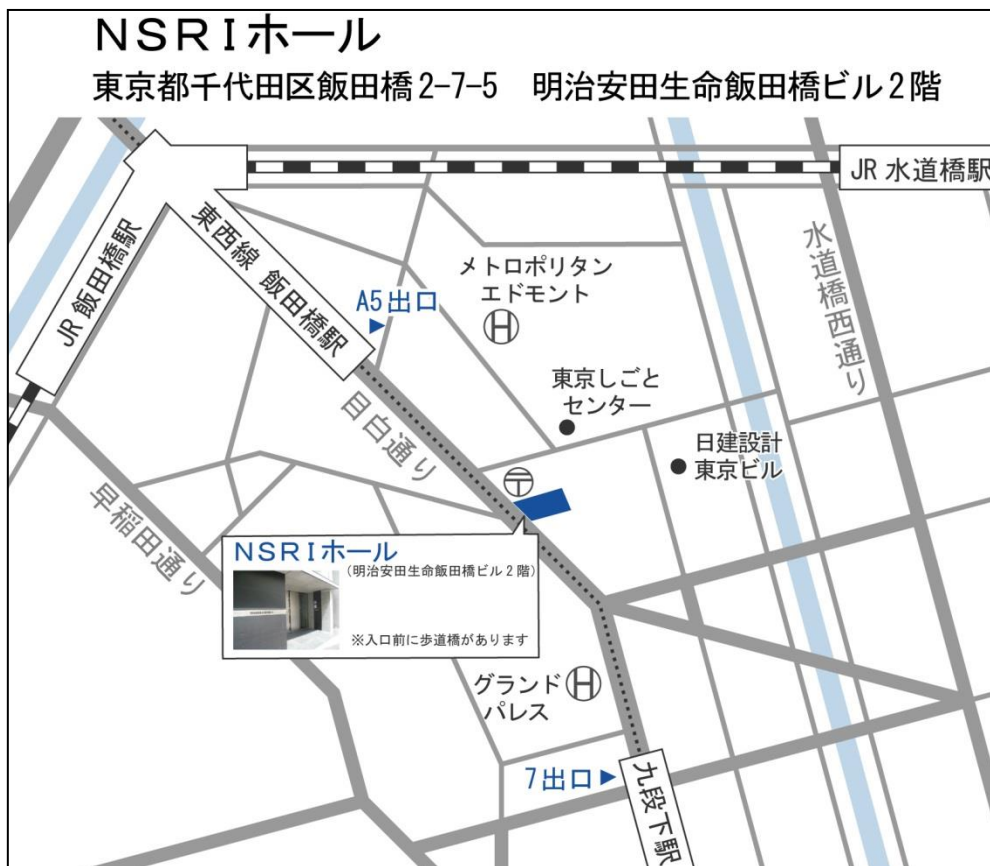 NSRIホール
東京都千代田区飯田橋2-7-5 明治安田生命飯田橋ビル2階
JR 水道橋駅
JR 飯田橋駅
東西線 飯田橋駅
水道橋西通り
メトロポリタン
エドモント
A5出口
H
東京しごと
センター
目白通り
日建設計
東京ビル
早稲田通り
〒
NSRIホール
(明治安田生命飯田橋ビル2階)
※入口前に歩道橋があります
グランド
パレス
H
7出口
九段下駅